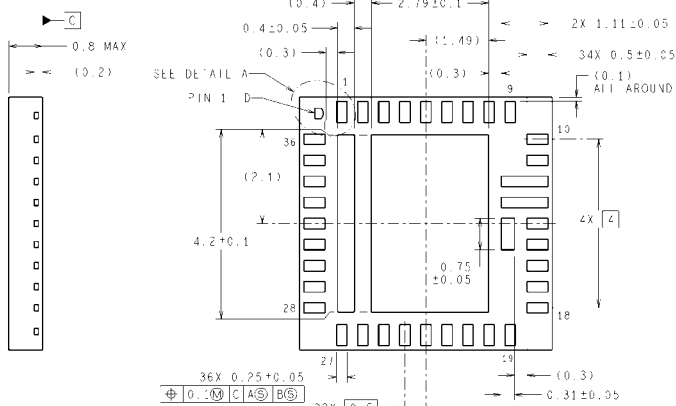 (0.4)
2.79±0.1
C
0.4±0.05
2X 1.11±0.05
0.8 MAX
(1.49)
(0.3)
34X 0.5±0.05
(0.2)
SEE DETAIL A
(0.3)
(0.1)
ALL AROUND
1
9
PIN 1 D
36
10
(2.1)
4X 4
4.2±0.1
0.75
±0.05
28
18
27
19
36X 0.25±0.05
(0.3)
0.1Ⓜ C AⓈ BⓈ
0.31±0.05